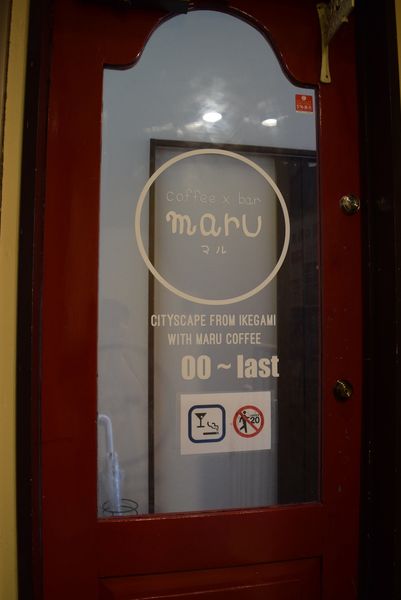 coffee x bar
maru
マル
CITYSCAPE FROM IKEGAMI
WITH MARU COFFEE
00 ~ last
20